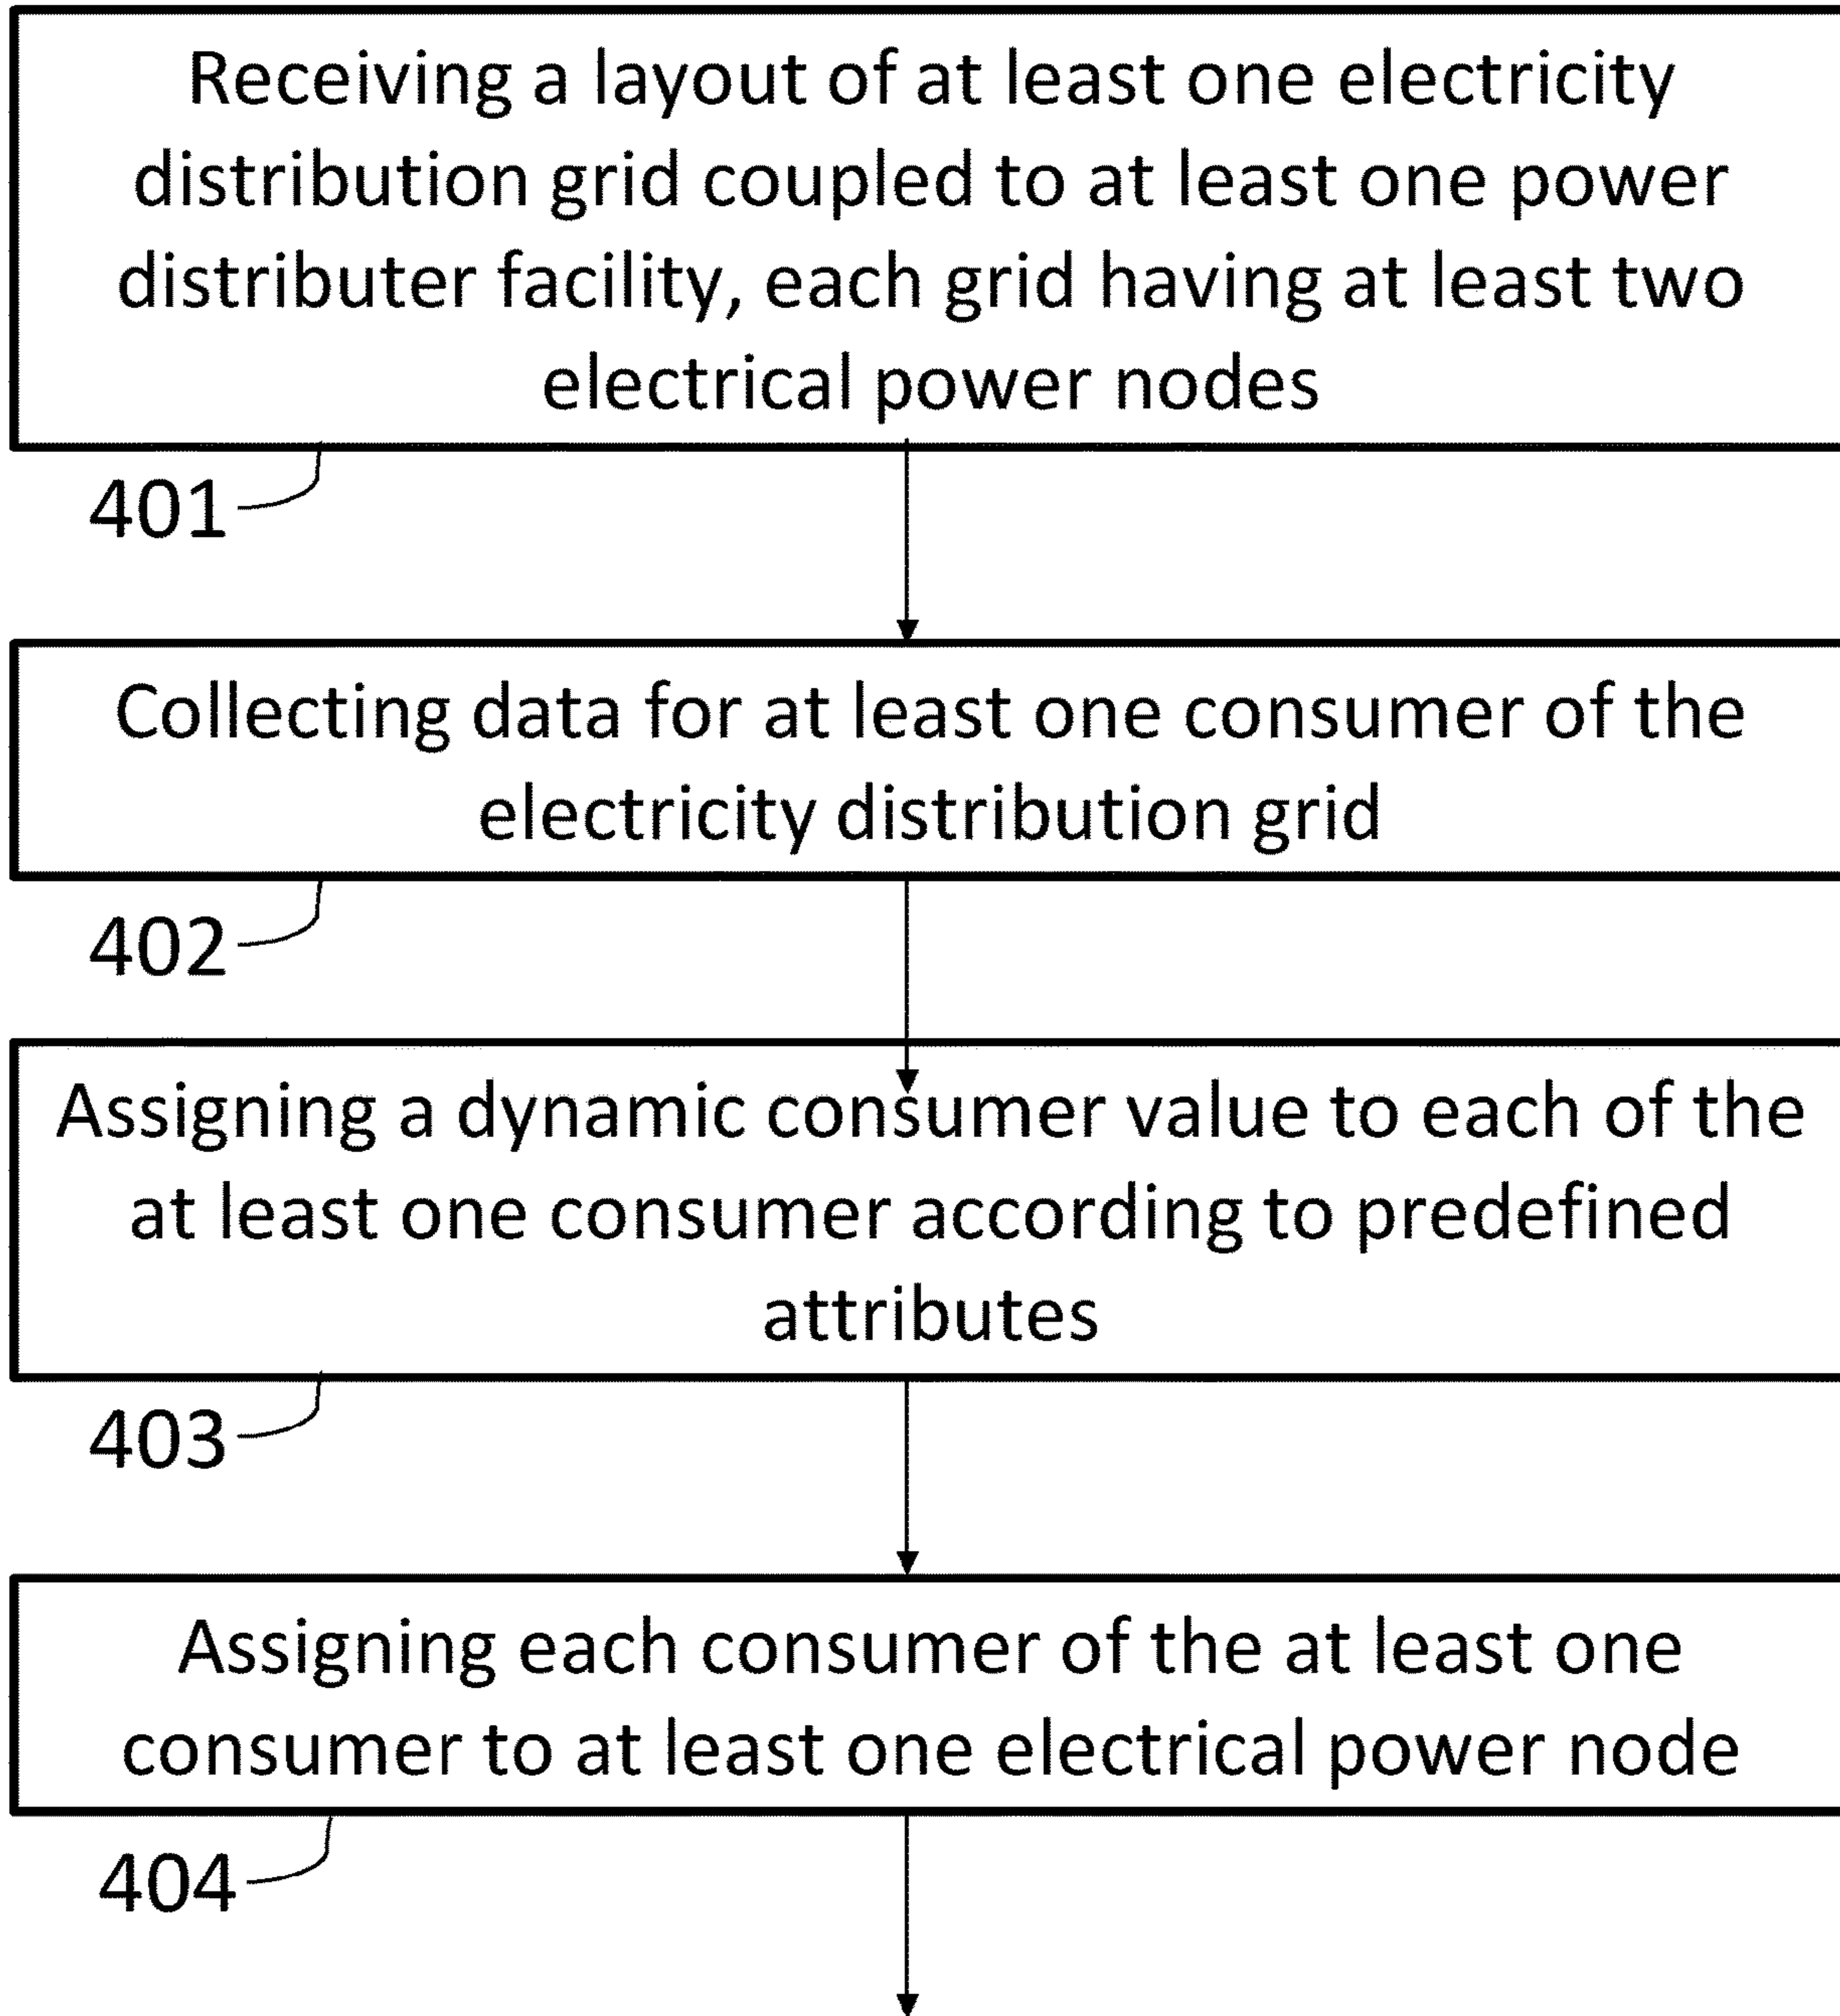 Receiving a layout of at least one electricity
distribution grid coupled to at least one power
distributer facility, each grid having at least two
electrical power nodes
401
Collecting data for at least one consumer of the
electricity distribution grid
402
Assigning a dynamic consumer value to each of the
at least one consumer according to predefined
attributes
403
Assigning each consumer of the at least one
consumer to at least one electrical power node
404